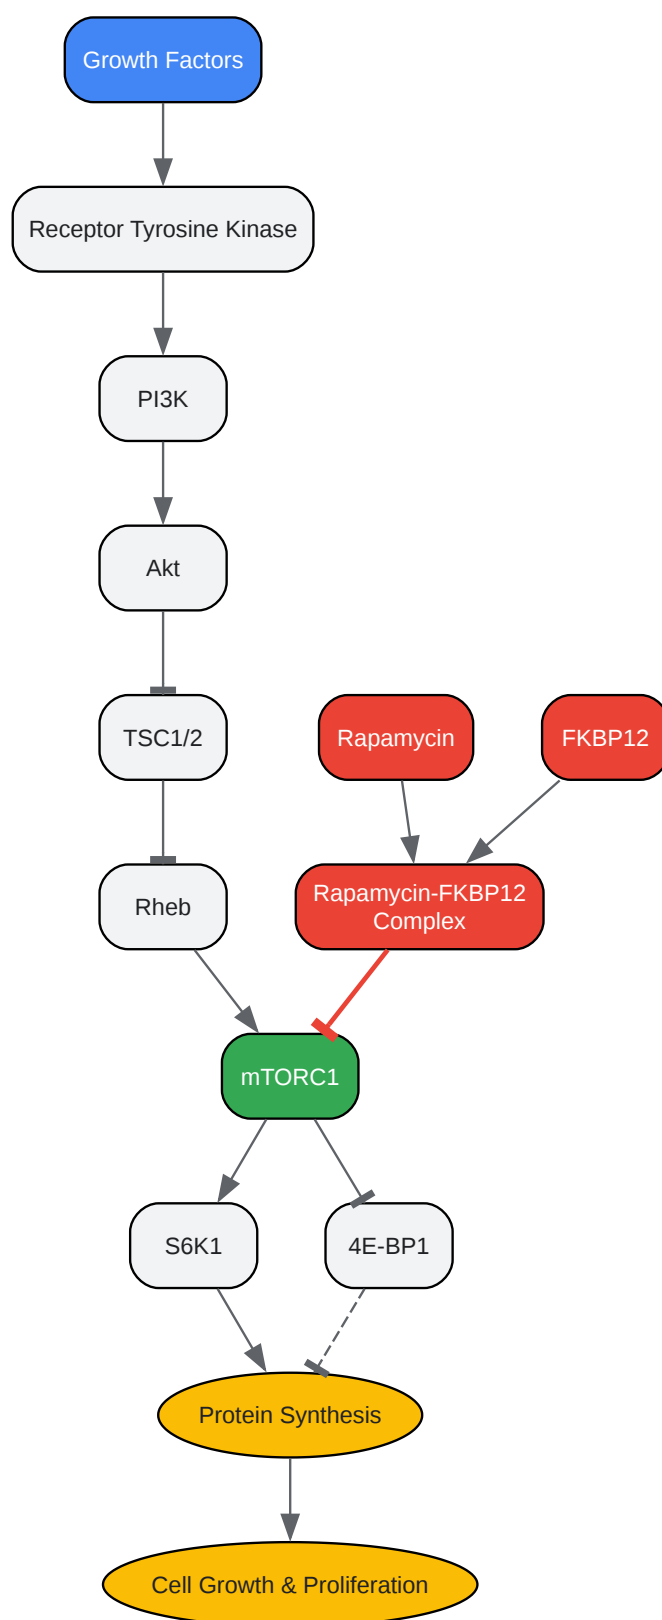 Growth Factors
Receptor Tyrosine Kinase
PI3K
Akt
TSC1/2
Rapamycin
FKBP12
Rheb
Rapamycin-FKBP12
Complex
mTORC1
S6K1
4E-BP1
Protein Synthesis
Cell Growth & Proliferation